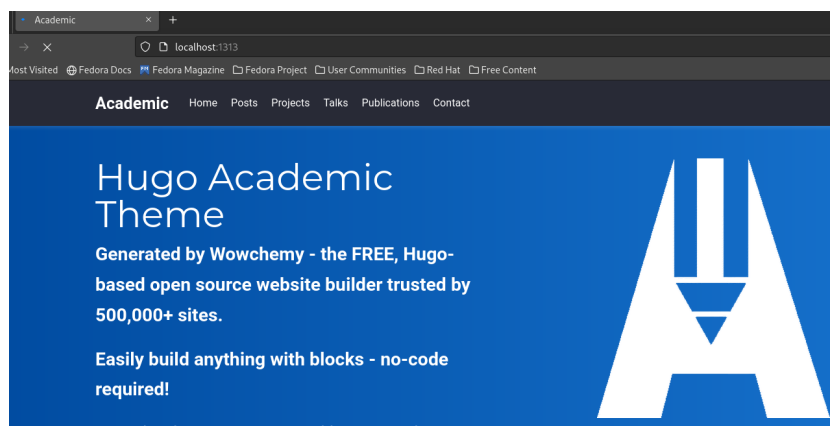 Academic
localhost:1313
Most Visited Fedora Docs Fedora Magazine Fedora Project User Communities Red Hat Free Content
Academic Home Posts Projects Talks Publications Contact
Hugo Academic
Theme
Generated by Wowchemy - the FREE, Hugo-
based open source website builder trusted by
500,000+ sites.
Easily build anything with blocks - no-code
required!